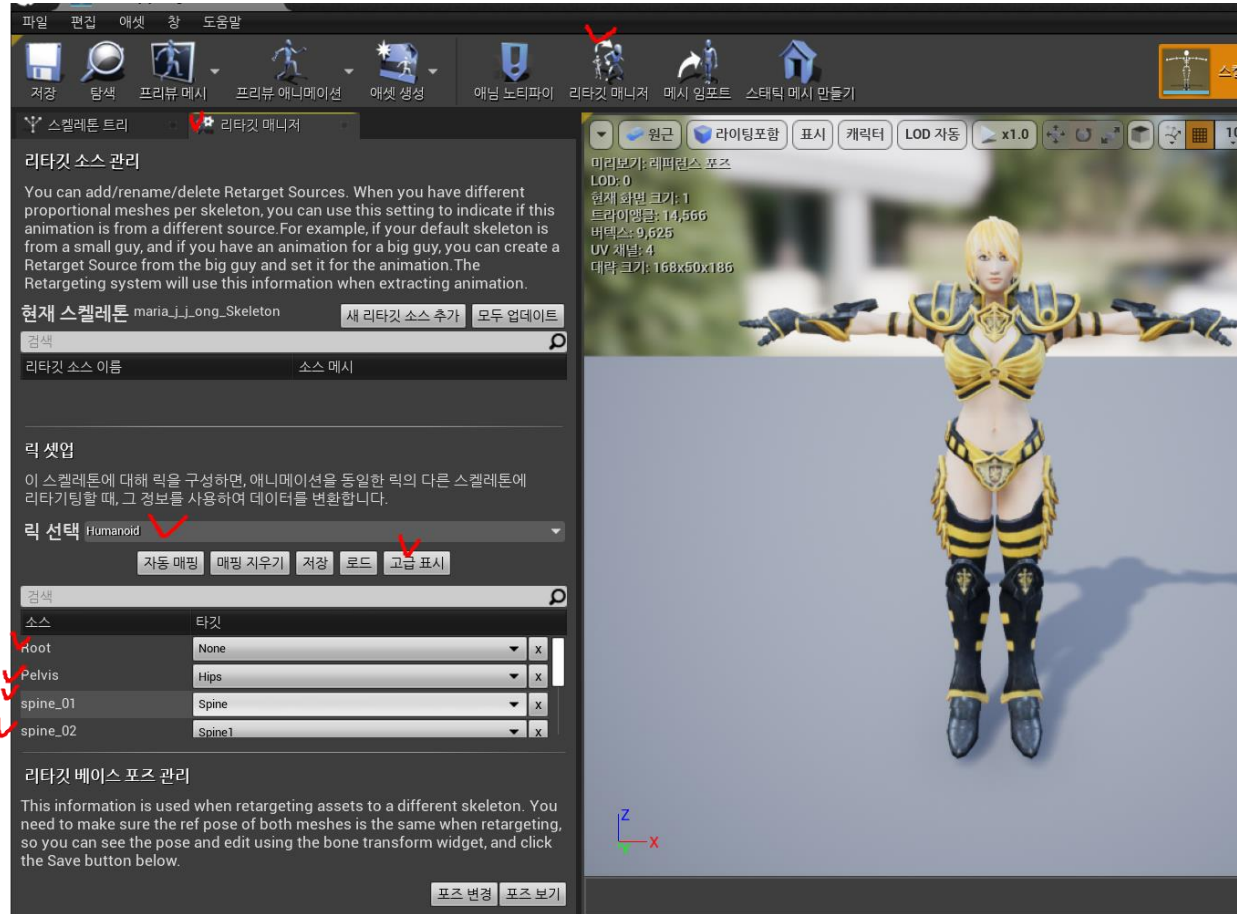 파일 편집 애셋 창 도움말
저장 탐색 프리뷰 메시 프리뷰 애니메이션 애셋 생성 애님 노티파이 리타깃 매니저 메시 임포트 스태틱 메시 만들기
스켈레톤 트리 리타깃 매니저
리타깃 소스 관리
You can add/rename/delete Retarget Sources. When you have different
proportional meshes per skeleton, you can use this setting to indicate if this
animation is from a different source.For example, if your default skeleton is
from a small guy, and if you have an animation for a big guy, you can create a
Retarget Source from the big guy and set it for the animation.The
Retargeting system will use this information when extracting animation.
현재 스켈레톤 maria_j_j_ong_Skeleton 새 리타깃 소스 추가 모두 업데이트
검색
리타깃 소스 이름 소스 메시
릭 셋업
이 스켈레톤에 대해 릭을 구성하면, 애니메이션을 동일한 릭의 다른 스켈레톤에
리타기팅할 때, 그 정보를 사용하여 데이터를 변환합니다.
릭 선택 Humanoid
자동 매핑 매핑 지우기 저장 로드 고급 표시
검색
소스 타깃
Root None x
Pelvis Hips x
spine_01 Spine x
spine_02 Spine1 x
리타깃 베이스 포즈 관리
This information is used when retargeting assets to a different skeleton. You
need to make sure the ref pose of both meshes is the same when retargeting,
so you can see the pose and edit using the bone transform widget, and click
the Save button below.
포즈 변경 포즈 보기
원근 라이팅포함 표시 캐릭터 LOD 자동 x1.0 10
미리보기: 레퍼런스 포즈
LOD: 0
현재 화면 크기: 1
트라이앵글: 14,566
버텍스: 9,625
UV 채널: 4
대략 크기: 168x50x186
Z
X